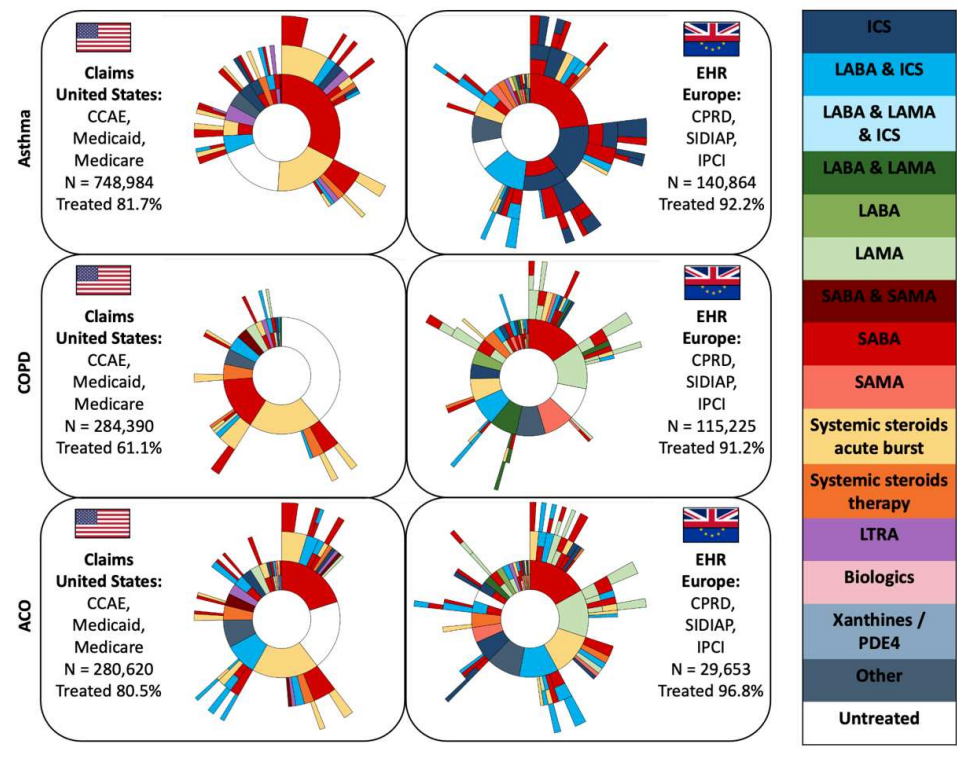 Asthma
Claims
United States:
CCAE,
Medicaid,
Medicare
N = 748,984
Treated 81.7%
EHR
Europe:
CPRD,
SIDIAP,
IPCI
N = 140,864
Treated 92.2%
COPD
Claims
United States:
CCAE,
Medicaid,
Medicare
N = 284,390
Treated 61.1%
EHR
Europe:
CPRD,
SIDIAP,
IPCI
N = 115,225
Treated 91.2%
ACO
Claims
United States:
CCAE,
Medicaid,
Medicare
N = 280,620
Treated 80.5%
EHR
Europe:
CPRD,
SIDIAP,
IPCI
N = 29,653
Treated 96.8%
ICS
LABA & ICS
LABA & LAMA
& ICS
LABA & LAMA
LABA
LAMA
SABA & SAMA
SABA
SAMA
Systemic steroids
acute burst
Systemic steroids
therapy
LTRA
Biologics
Xanthines /
PDE4
Other
Untreated